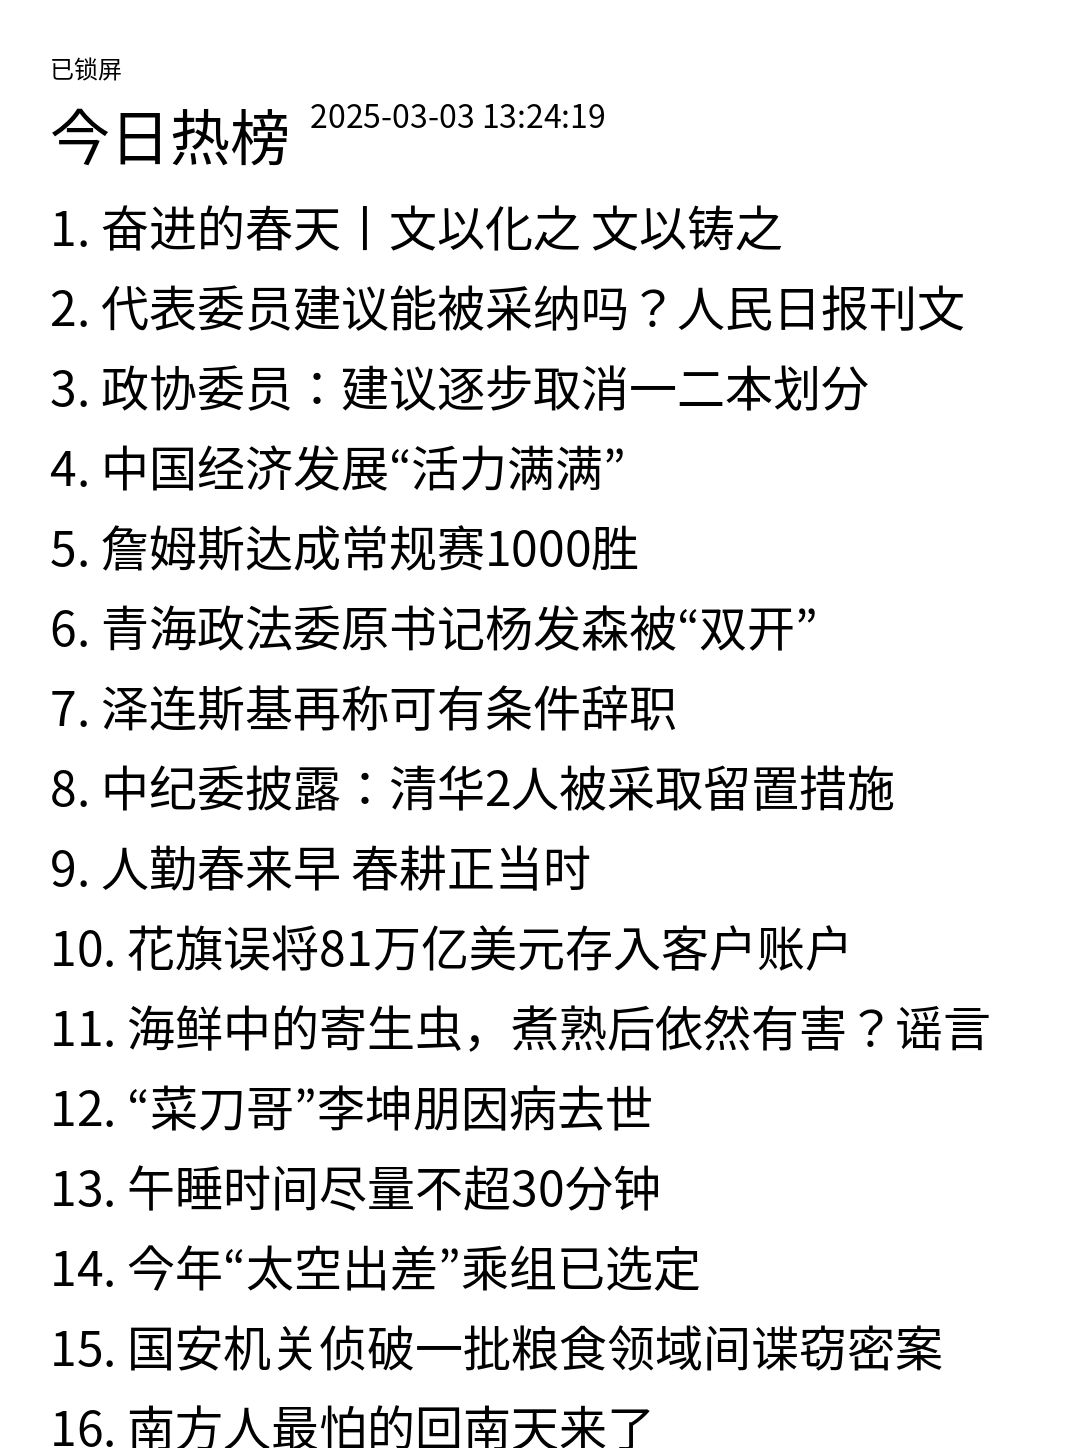 已锁屏
今日热榜 2025-03-03 13:24:19
1. 奋进的春天丨文以化之 文以铸之
2. 代表委员建议能被采纳吗？人民日报刊文
3. 政协委员：建议逐步取消一二本划分
4. 中国经济发展“活力满满”
5. 詹姆斯达成常规赛1000胜
6. 青海政法委原书记杨发森被“双开”
7. 泽连斯基再称可有条件辞职
8. 中纪委披露：清华2人被采取留置措施
9. 人勤春来早 春耕正当时
10. 花旗误将81万亿美元存入客户账户
11. 海鲜中的寄生虫，煮熟后依然有害？谣言
12. “菜刀哥”李坤朋因病去世
13. 午睡时间尽量不超30分钟
14. 今年“太空出差”乘组已选定
15. 国安机关侦破一批粮食领域间谍窃密案
16. 南方人最怕的回南天来了